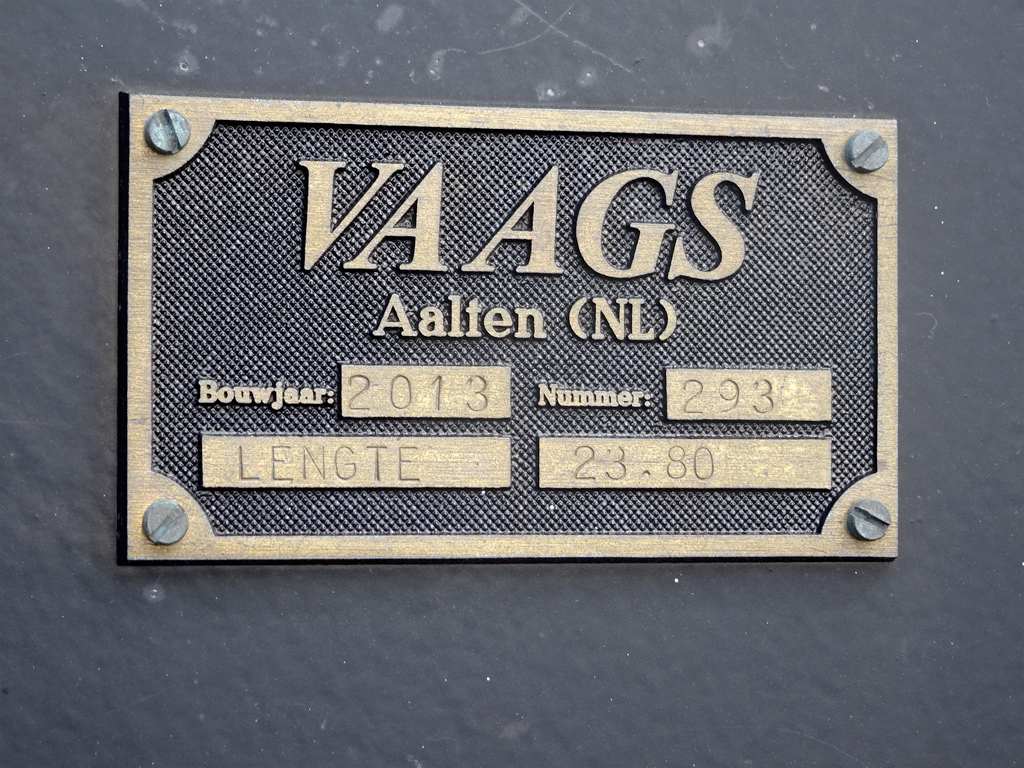 VAAGS
Aalten (NL)
Bouwjaar: 2013 Nummer: 293
LENGTE 23.80